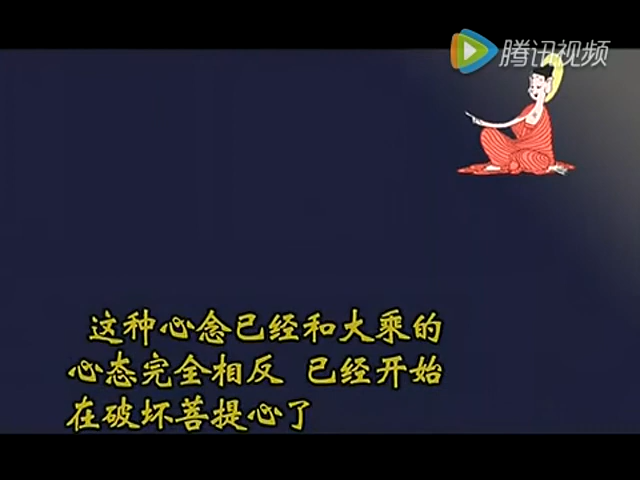 腾讯视频
这种心念已经和大乘的
心态完全相反 已经开始
在破坏菩提心了